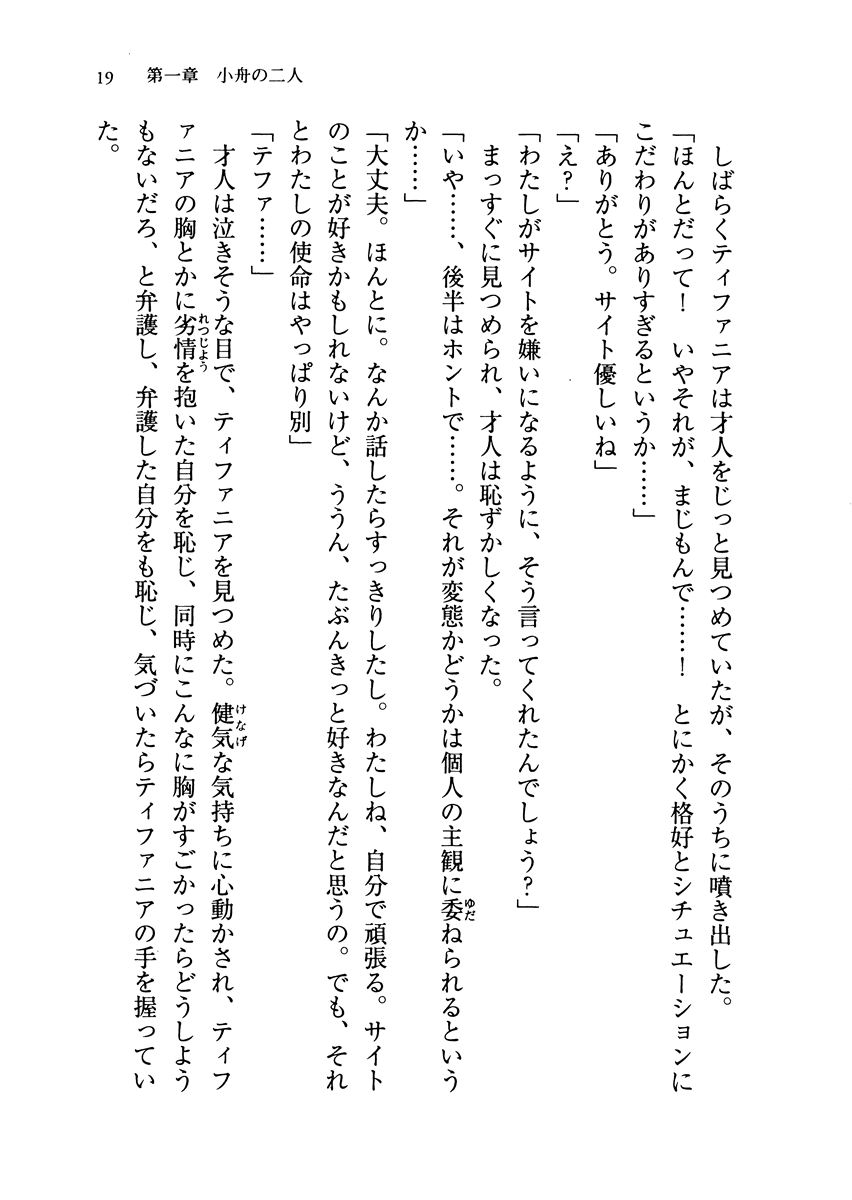 19　第一章　小舟の二人
　しばらくティファニアは才人をじっと見つめていたが、そのうちに噴き出した。
「ほんとだって！　いやそれが、まじもんで……！　とにかく格好とシチュエーションに
こだわりがありすぎるというか……」
「ありがとう。サイト優しいね」
「え？」
「わたしがサイトを嫌いになるように、そう言ってくれたんでしょう？」
　まっすぐに見つめられ、才人は恥ずかしくなった。
「いや……、後半はホントで……。それが変態かどうかは個人の主観に委ねられるという
か……」
「大丈夫。ほんとに。なんか話したらすっきりしたし。わたしね、自分で頑張る。サイト
のことが好きかもしれないけど、ううん、たぶんきっと好きなんだと思うの。でも、それ
とわたしの使命はやっぱり別」
「テファ……」
　才人は泣きそうな目で、ティファニアを見つめた。健気な気持ちに心動かされ、ティフ
ァニアの胸とかに劣情を抱いた自分を恥じ、同時にこんなに胸がすごかったらどうしよう
もないだろ、と弁護し、弁護した自分をも恥じ、気づいたらティファニアの手を握ってい
た。
ゆだ
けなげ
れつじょう